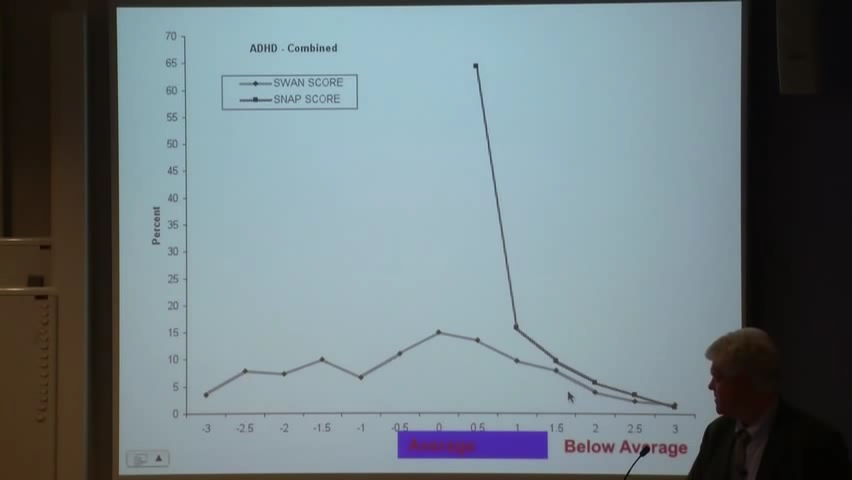 ADHD - Combined
SWAN SCORE
SNAP SCORE
Percent
70
65
60
55
50
45
40
35
30
25
20
15
10
5
0
-3 -2.5 -2 -1.5 -1 -0.5 0 0.5 1 1.5 2 2.5 3
Average Below Average